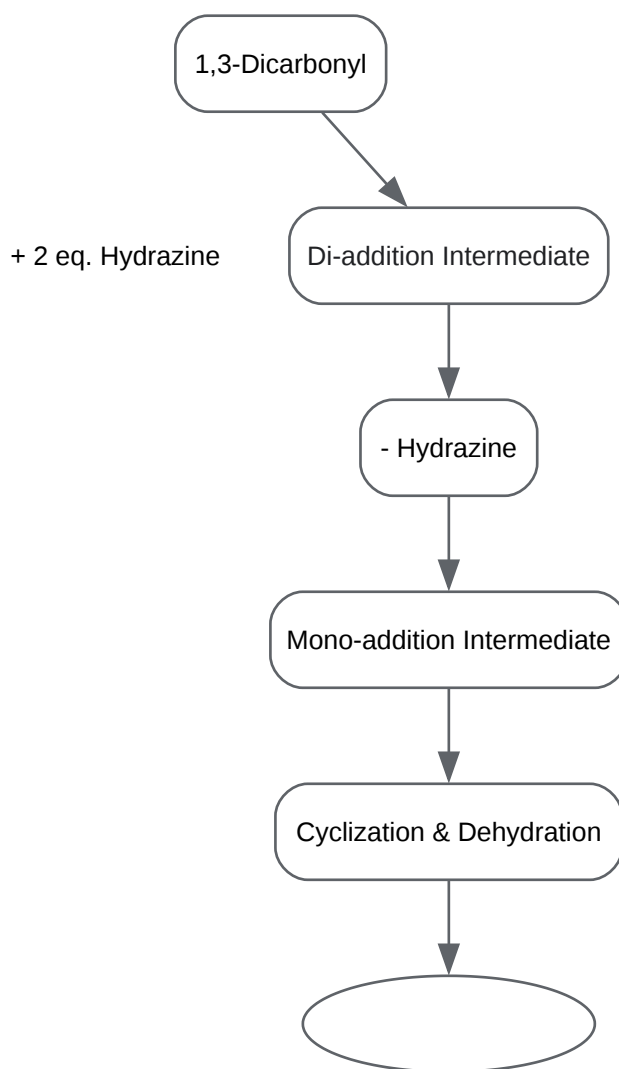 1,3-Dicarbonyl
+ 2 eq. Hydrazine
Di-addition Intermediate
- Hydrazine
Mono-addition Intermediate
Cyclization & Dehydration